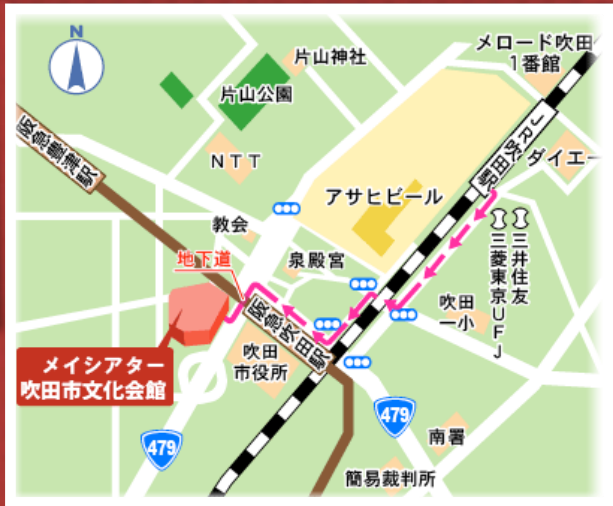 N
片山神社
メロード吹田
1番館
片山公園
阪急豊津駅
NTT
JR吹田駅
ダイエー
アサヒビール
教会
泉殿宮
地下道
三井住友
三菱東京UFJ
吹田
一小
阪急吹田駅
吹田
市役所
メイシアター
吹田市文化会館
479
479
南署
簡易裁判所